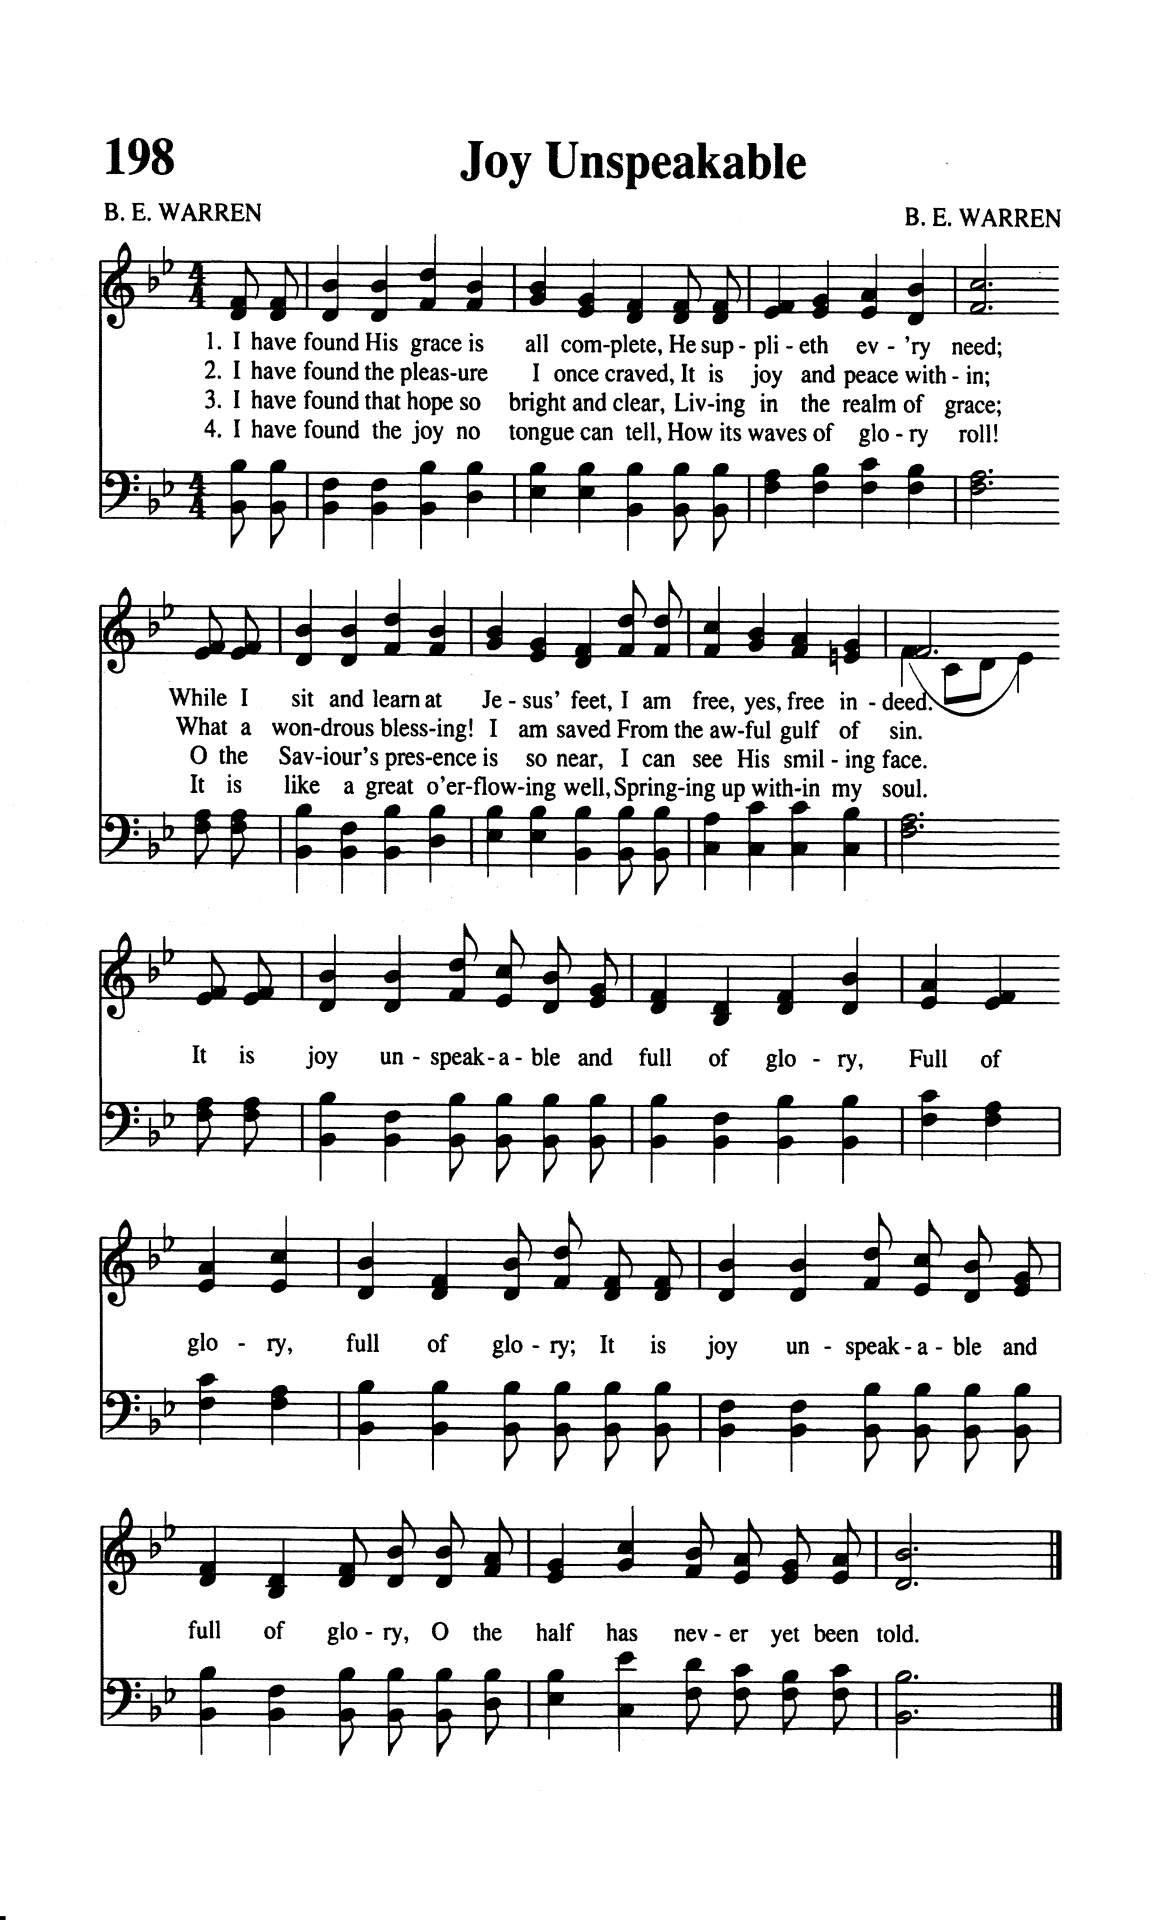 198 Joy Unspeakable
B. E. WARREN B. E. WARREN
1. I have found His grace is all com-plete, He sup - pli - eth ev - 'ry need;
2. I have found the pleas-ure I once craved, It is joy and peace with - in;
3. I have found that hope so bright and clear, Liv-ing in the realm of grace;
4. I have found the joy no tongue can tell, How its waves of glo - ry roll!
While I sit and learn at Je - sus' feet, I am free, yes, free in - deed.
What a won-drous bless-ing! I am saved From the aw-ful gulf of sin.
O the Sav-iour's pres-ence is so near, I can see His smil - ing face.
It is like a great o'er-flow-ing well, Spring-ing up with-in my soul.
It is joy un - speak - a - ble and full of glo - ry, Full of
glo - ry, full of glo - ry; It is joy un - speak - a - ble and
full of glo - ry, O the half has nev - er yet been told.